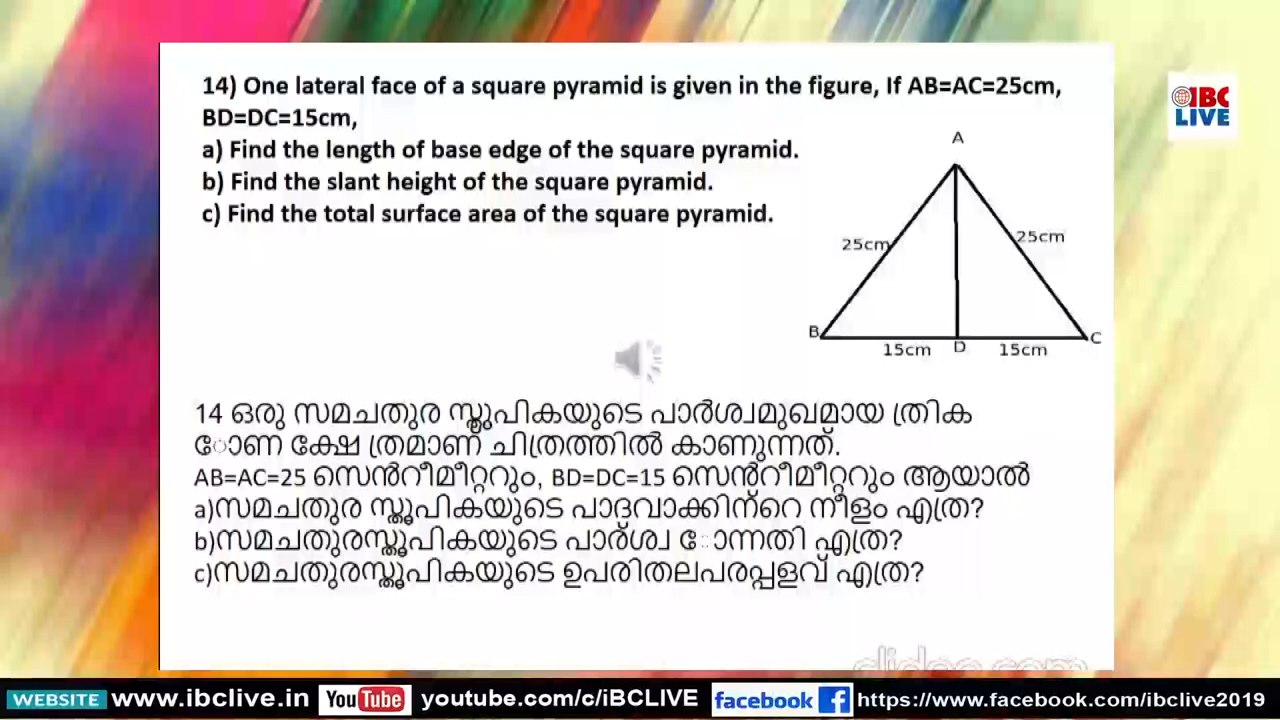 14) One lateral face of a square pyramid is given in the figure, If AB=AC=25cm,
BD=DC=15cm,
a) Find the length of base edge of the square pyramid.
b) Find the slant height of the square pyramid.
c) Find the total surface area of the square pyramid.
IBC
LIVE
A
25cm
25cm
B
D
C
15cm
15cm
14 ഒരു സമചതുര സ്തൂപികയുടെ പാർശ്വമുഖമായ ത്രിക
ോണ ക്ഷേ ത്രമാണ് ചിത്രത്തിൽ കാണുന്നത്.
AB=AC=25 സെൻറീമീറ്ററും, BD=DC=15 സെൻറീമീറ്ററും ആയാൽ
a)സമചതുര സ്തൂപികയുടെ പാദവാക്കിന്റെ നീളം എത്ര?
b)സമചതുരസ്തൂപികയുടെ പാര്ശ്വ ോന്നതി എത്ര?
c)സമചതുരസ്തൂപികയുടെ ഉപരിതലപരപ്പളവ് എത്ര?
WEBSITE www.ibclive.in YouTube youtube.com/c/iBCLIVE facebook f https://www.facebook.com/ibclive2019